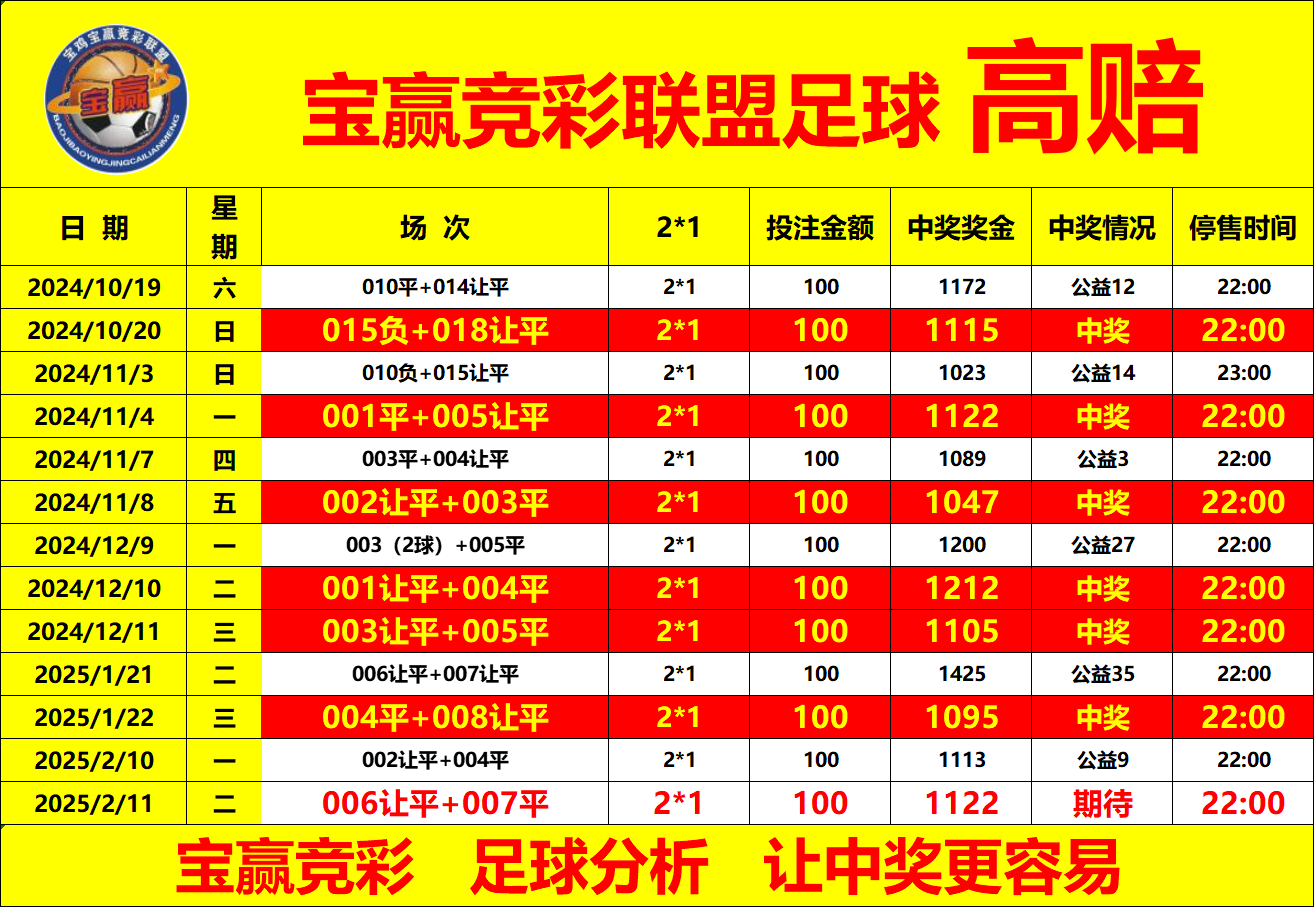 宝鸡宝赢竞彩联盟
宝赢
BAOJIBAOYINGJINGCAILIANMENG
宝赢竞彩联盟足球 高赔
日 期 星期 场 次 2*1 投注金额 中奖奖金 中奖情况 停售时间
2024/10/19 六 010平+014让平 2*1 100 1172 公益12 22:00
2024/10/20 日 015负+018让平 2*1 100 1115 中奖 22:00
2024/11/3 日 010负+015让平 2*1 100 1023 公益14 23:00
2024/11/4 一 001平+005让平 2*1 100 1122 中奖 22:00
2024/11/7 四 003平+004让平 2*1 100 1089 公益3 22:00
2024/11/8 五 002让平+003平 2*1 100 1047 中奖 22:00
2024/12/9 一 003（2球）+005平 2*1 100 1200 公益27 22:00
2024/12/10 二 001让平+004平 2*1 100 1212 中奖 22:00
2024/12/11 三 003让平+005平 2*1 100 1105 中奖 22:00
2025/1/21 二 006让平+007让平 2*1 100 1425 公益35 22:00
2025/1/22 三 004平+008让平 2*1 100 1095 中奖 22:00
2025/2/10 一 002让平+004平 2*1 100 1113 公益9 22:00
2025/2/11 二 006让平+007平 2*1 100 1122 期待 22:00
宝赢竞彩 足球分析 让中奖更容易